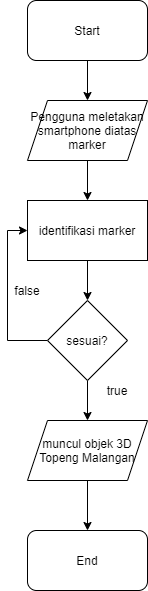 Start
Pengguna meletakan
smartphone diatas
marker
identifikasi marker
false
sesuai?
true
muncul objek 3D
Topeng Malangan
End